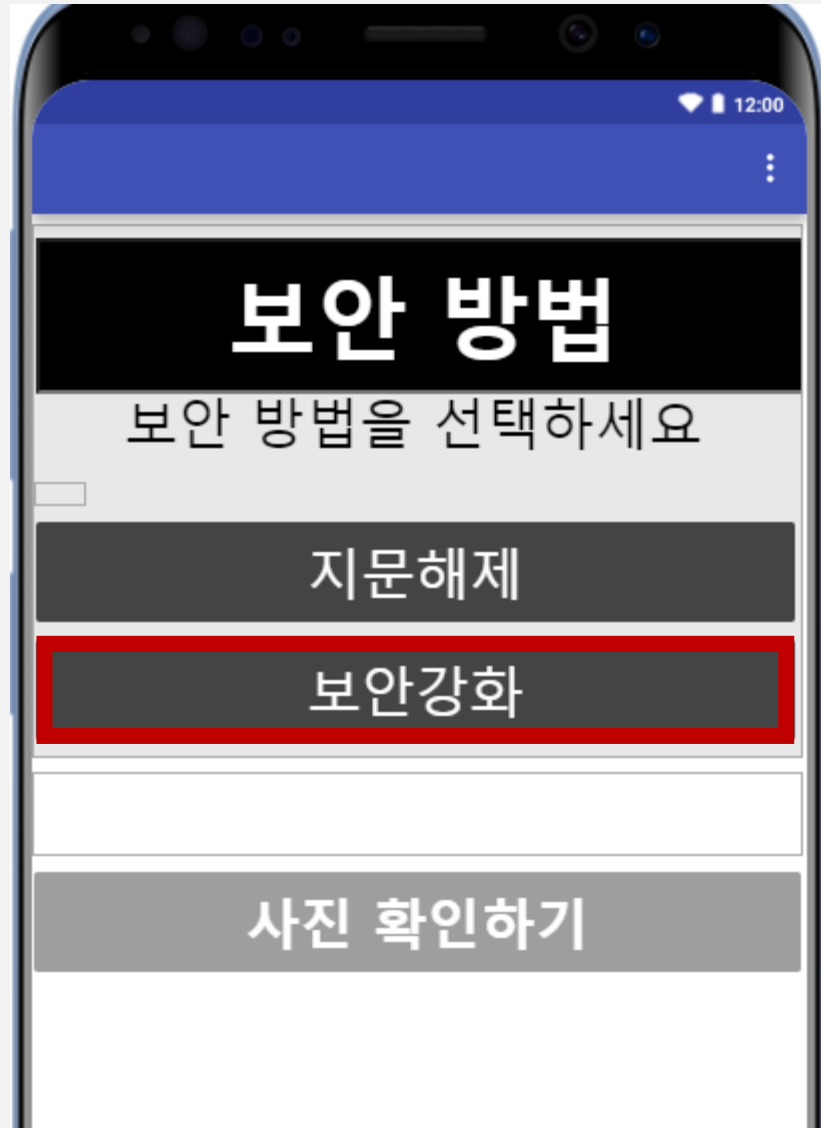 12:00
보안 방법
보안 방법을 선택하세요
지문해제
보안강화
사진 확인하기